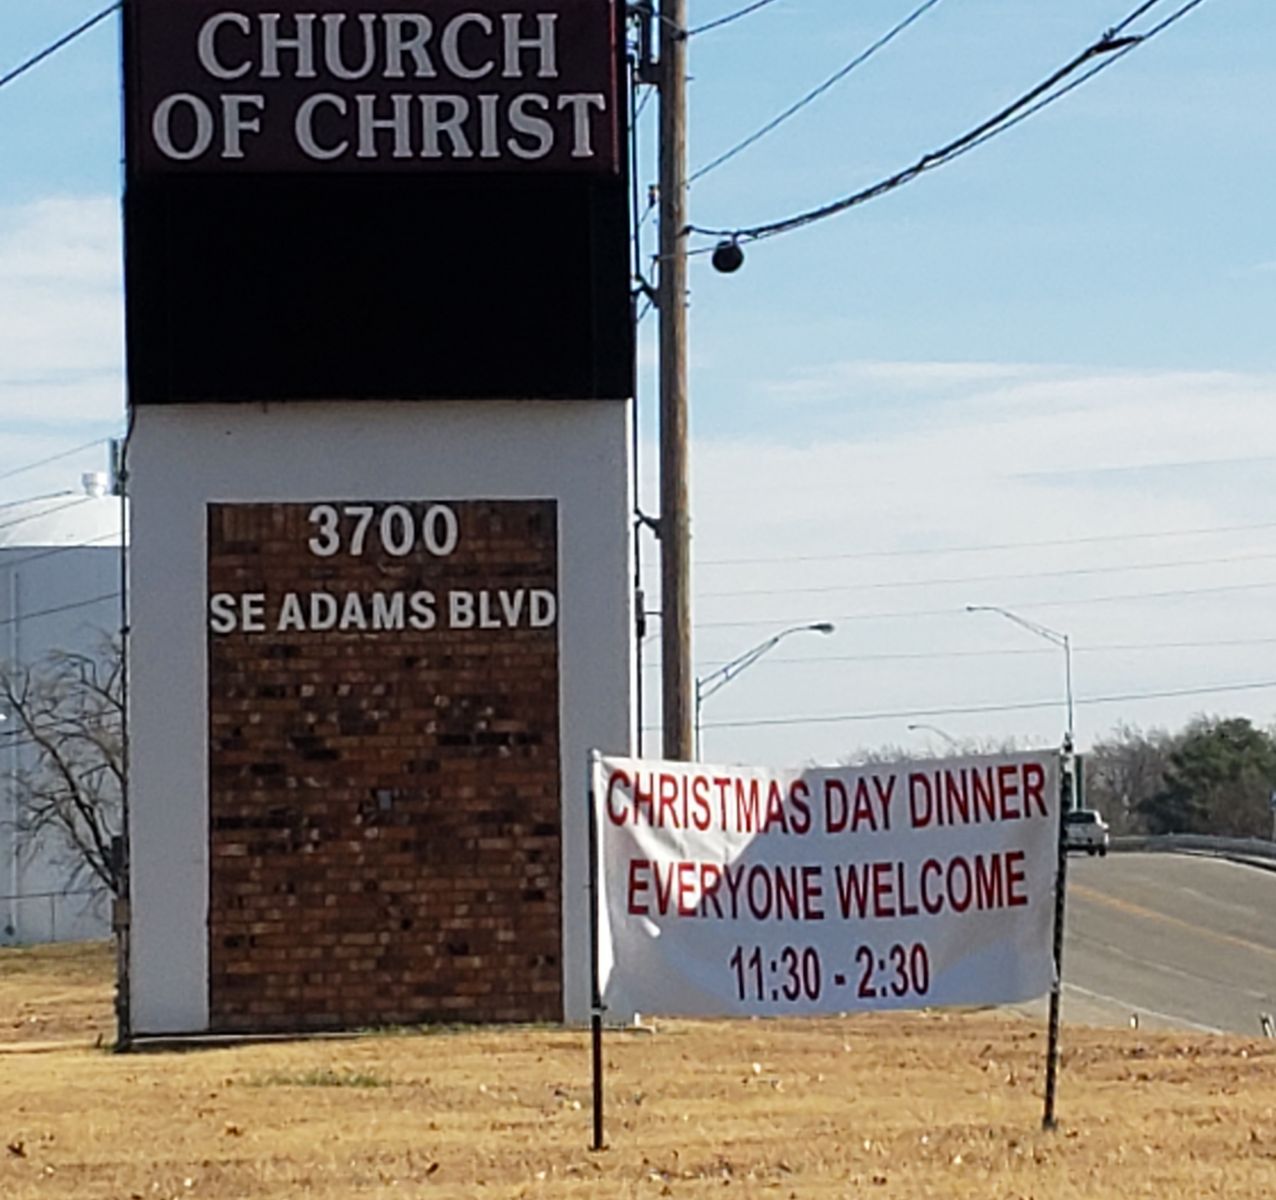 CHURCH
OF CHRIST
3700
SE ADAMS BLVD
CHRISTMAS DAY DINNER
EVERYONE WELCOME
11:30 - 2:30